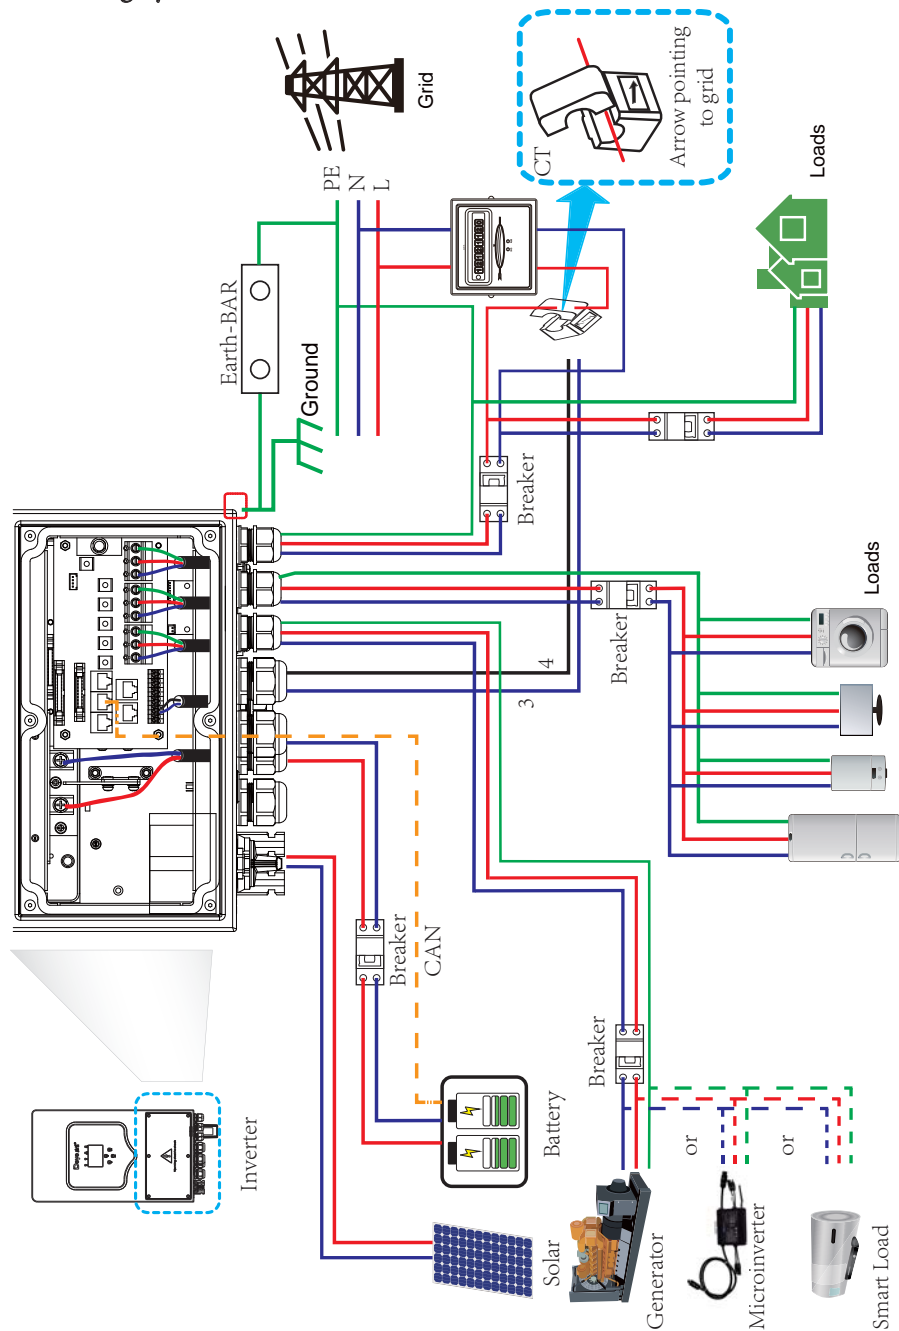 Grid
CT
Arrow pointing
to grid
PE
N
L
Earth-BAR
Ground
Loads
Breaker
Breaker
Loads
4
3
Breaker
CAN
Breaker
Inverter
Battery
or
or
Solar
Generator
Microinverter
Smart Load